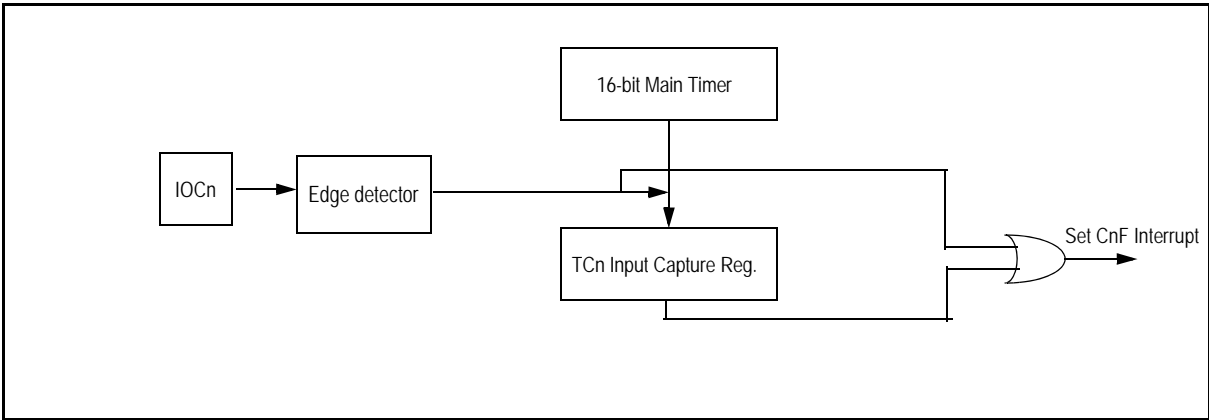 16-bit Main Timer
IOCn
Edge detector
TCn Input Capture Reg.
Set CnF Interrupt